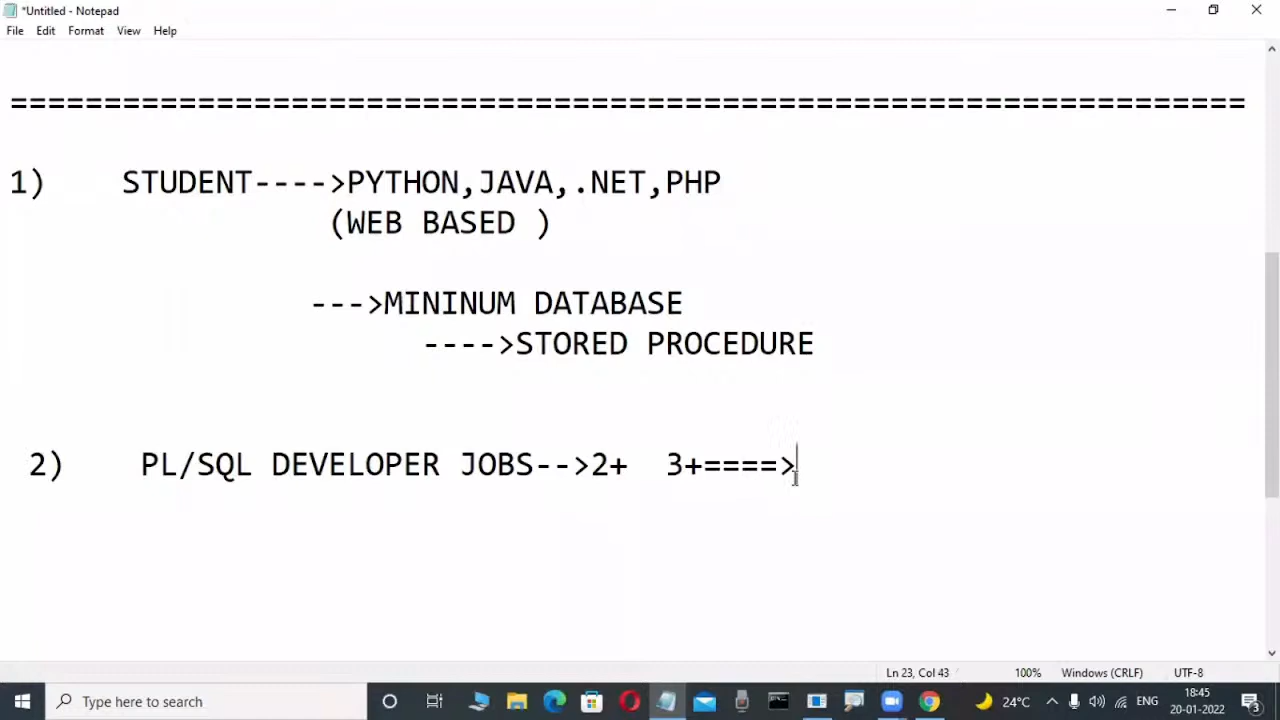 *Untitled - Notepad
File Edit Format View Help
==================================================================
1) STUDENT---->PYTHON,JAVA,.NET,PHP
(WEB BASED )
--->MININUM DATABASE
---->STORED PROCEDURE
2) PL/SQL DEVELOPER JOBS-->2+ 3+====>
Ln 23, Col 43 100% Windows (CRLF) UTF-8
Type here to search 24°C ENG 18:45 20-01-2022 3